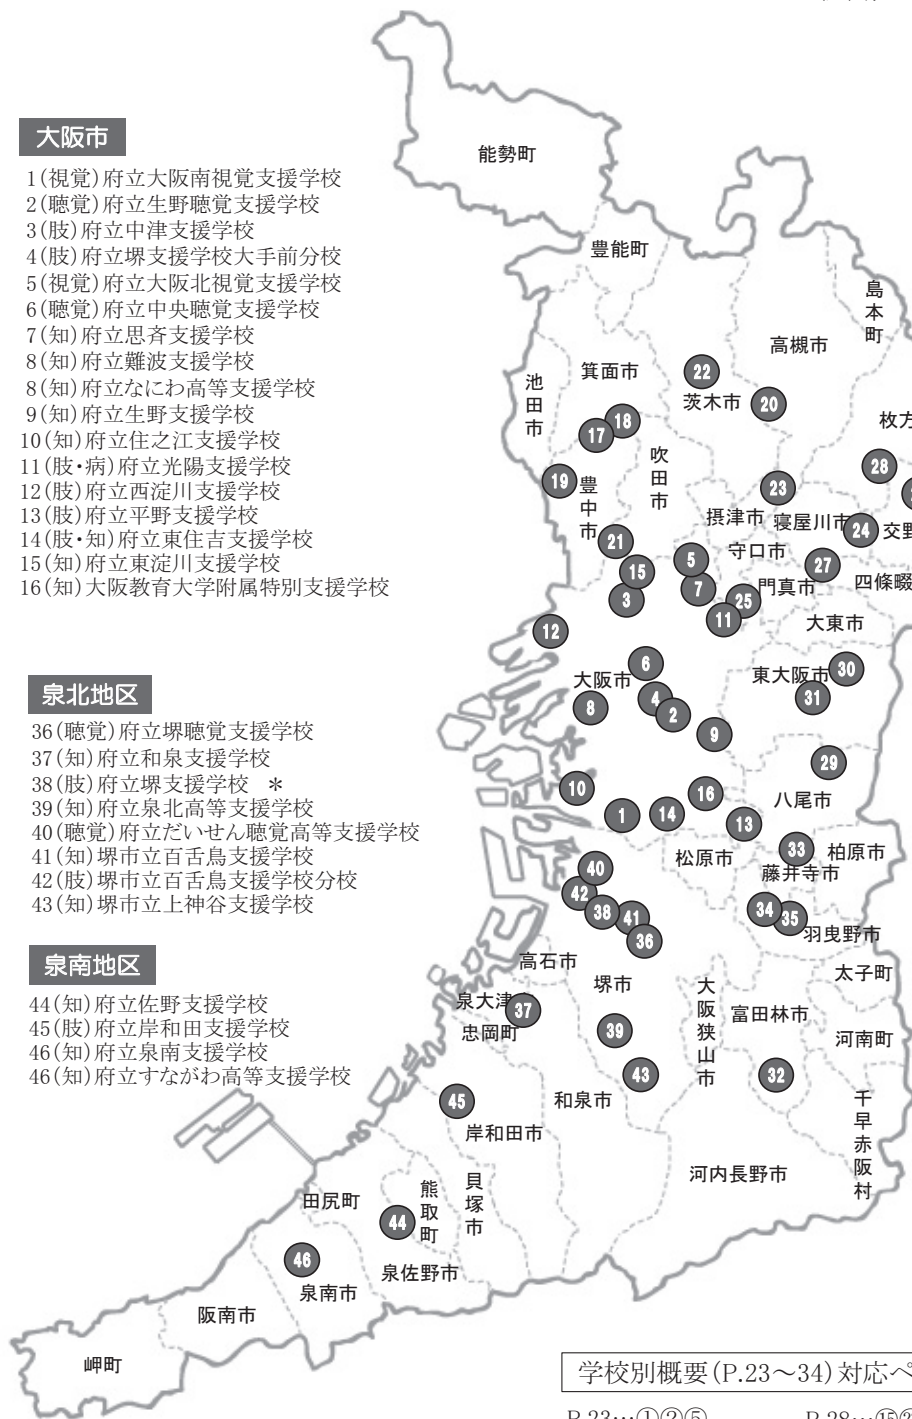 大阪市
1(視覚)府立大阪南視覚支援学校
2(聴覚)府立生野聴覚支援学校
3(肢)府立中津支援学校
4(肢)府立堺支援学校大手前分校
5(視覚)府立大阪北視覚支援学校
6(聴覚)府立中央聴覚支援学校
7(知)府立思斉支援学校
8(知)府立難波支援学校
8(知)府立なにわ高等支援学校
9(知)府立生野支援学校
10(知)府立住之江支援学校
11(肢・病)府立光陽支援学校
12(肢)府立西淀川支援学校
13(肢)府立平野支援学校
14(肢・知)府立東住吉支援学校
15(知)府立東淀川支援学校
16(知)大阪教育大学附属特別支援学校
泉北地区
36(聴覚)府立堺聴覚支援学校
37(知)府立和泉支援学校
38(肢)府立堺支援学校 *
39(知)府立泉北高等支援学校
40(聴覚)府立だいせん聴覚高等支援学校
41(知)堺市立百舌鳥支援学校
42(肢)堺市立百舌鳥支援学校分校
43(知)堺市立上神谷支援学校
泉南地区
44(知)府立佐野支援学校
45(肢)府立岸和田支援学校
46(知)府立泉南支援学校
46(知)府立すながわ高等支援学校
能勢町
豊能町
島本町
高槻市
箕面市
池田市
22
茨木市
20
18
17
枚方
吹田市
28
19
豊中市
23
摂津市
寝屋川市
24
交野
21
守口市
5
15
27
7
門真市
四條畷
25
3
11
大東市
12
6
大阪市
東大阪市
30
4
31
8
2
9
29
10
16
八尾市
1
14
13
松原市
33
柏原市
藤井寺市
40
42
38
41
34
35
36
羽曳野市
高石市
太子町
堺市
大阪狭山市
泉大津
37
富田林市
忠岡町
39
河南町
43
32
45
和泉市
千早赤阪村
岸和田市
河内長野市
貝塚市
熊取町
田尻町
44
46
泉佐野市
泉南市
阪南市
岬町
学校別概要(P.23～34)対応ペ
P.23…①②⑤
P.28…⑮